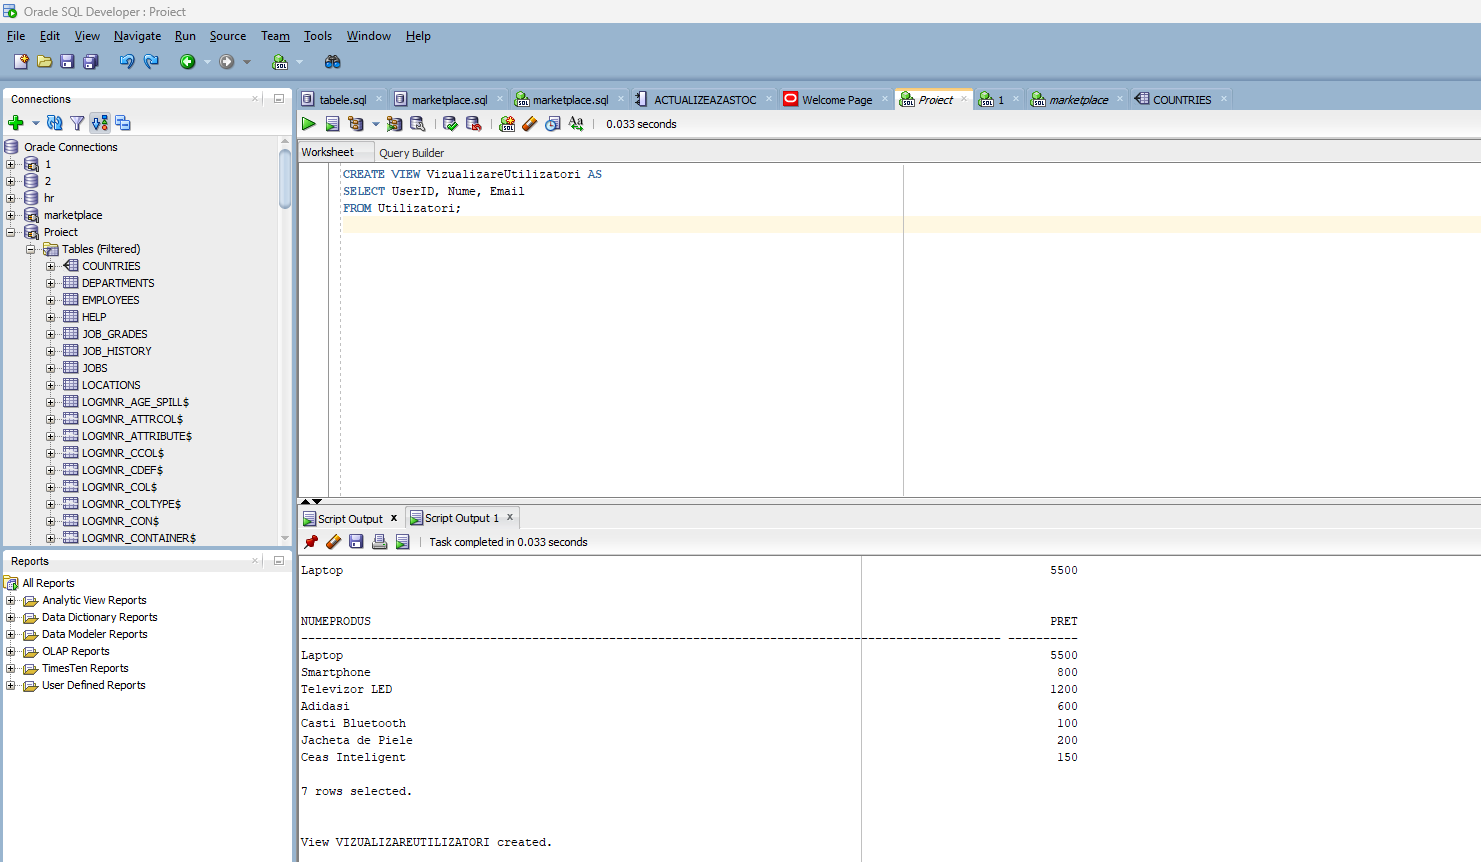 Oracle SQL Developer : Proiect
File Edit View Navigate Run Source Team Tools Window Help
Connections
Oracle Connections
1
2
hr
marketplace
Proiect
Tables (Filtered)
COUNTRIES
DEPARTMENTS
EMPLOYEES
HELP
JOB_GRADES
JOB_HISTORY
JOBS
LOCATIONS
LOGMNR_AGE_SPILL$
LOGMNR_ATTRCOL$
LOGMNR_ATTRIBUTE$
LOGMNR_CCOL$
LOGMNR_CDEF$
LOGMNR_COL$
LOGMNR_COLTYPE$
LOGMNR_CON$
LOGMNR_CONTAINER$
Reports
All Reports
Analytic View Reports
Data Dictionary Reports
Data Modeler Reports
OLAP Reports
TimesTen Reports
User Defined Reports
tabele.sql marketplace.sql marketplace.sql ACTUALIZEAZASTOC Welcome Page Proiect 1 marketplace COUNTRIES
0.033 seconds
Worksheet Query Builder
CREATE VIEW VizualizareUtilizatori AS
SELECT UserID, Nume, Email
FROM Utilizatori;
Script Output Script Output 1
Task completed in 0.033 seconds
Laptop 5500
NUMEPRODUS PRET
Laptop 5500
Smartphone 800
Televizor LED 1200
Adidasi 600
Casti Bluetooth 100
Jacheta de Piele 200
Ceas Inteligent 150
7 rows selected.
View VIZUALIZAREUTILIZATORI created.